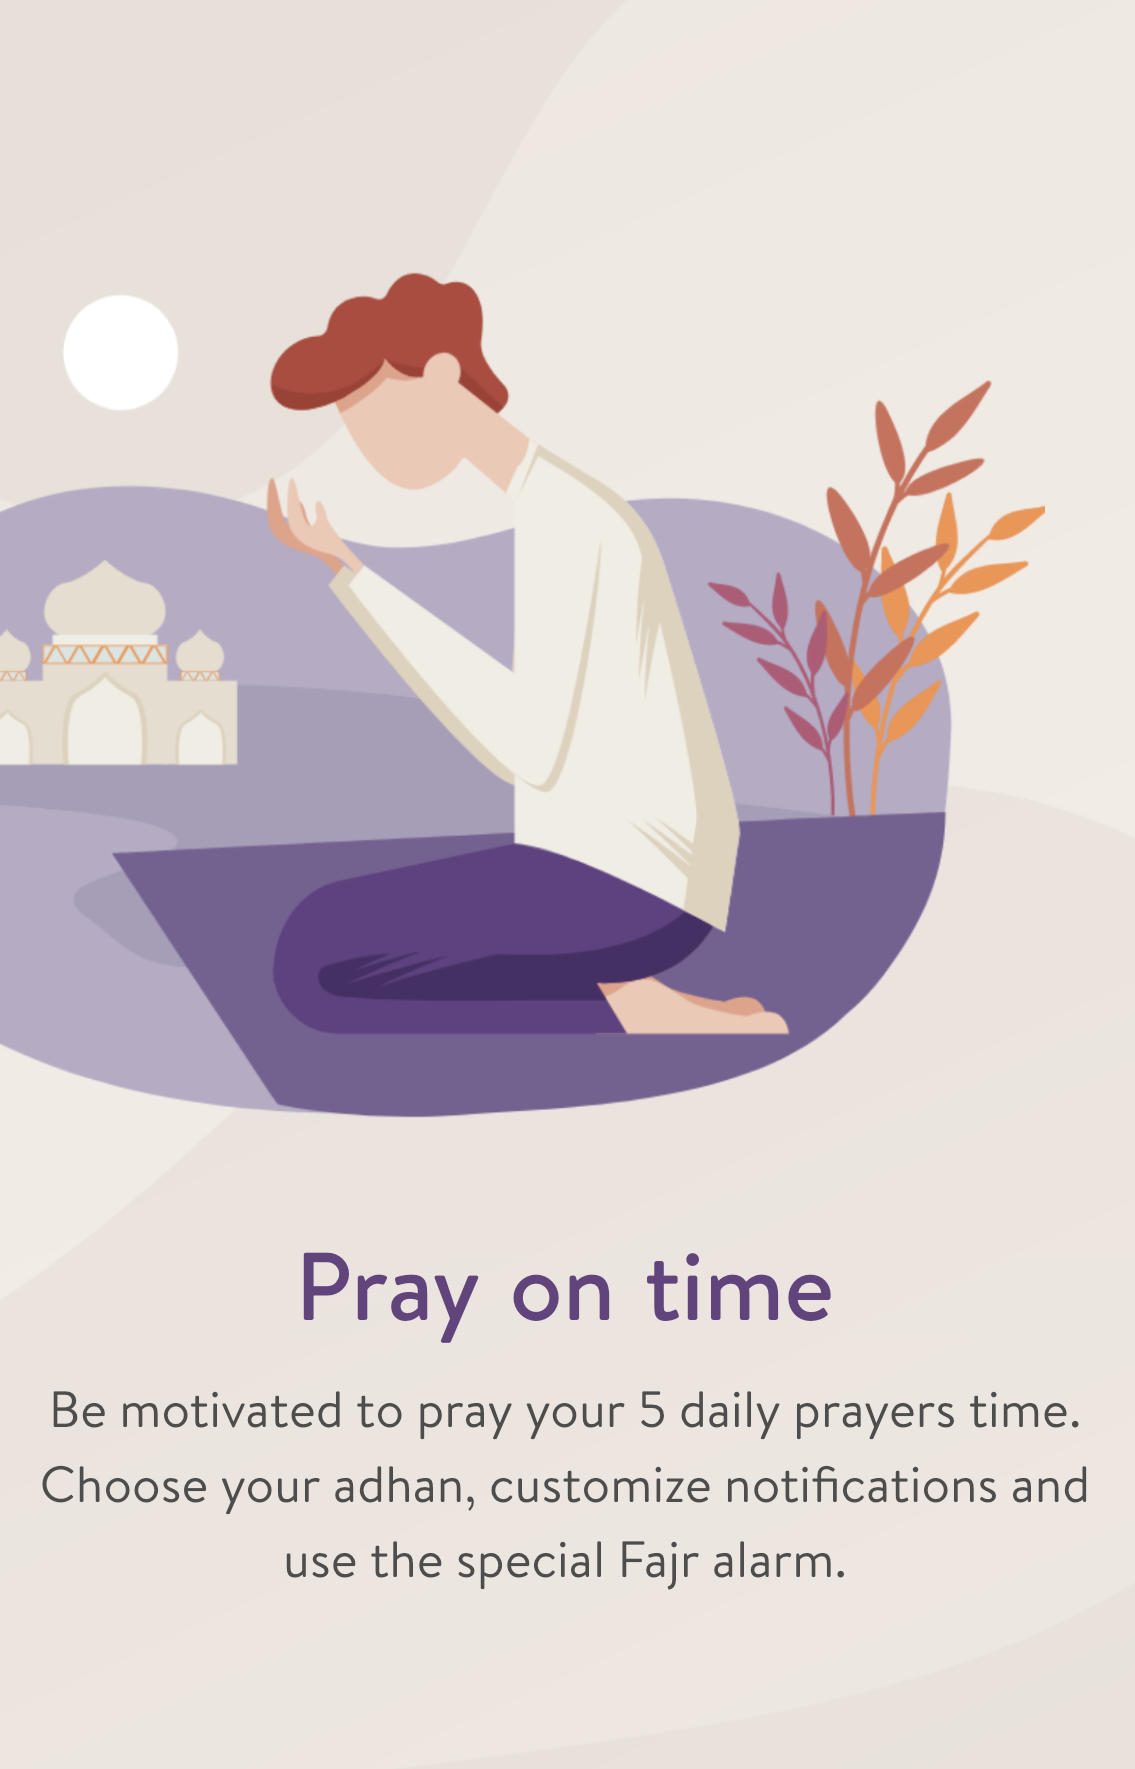 Pray on time
Be motivated to pray your 5 daily prayers time.
Choose your adhan, customize notifications and
use the special Fajr alarm.